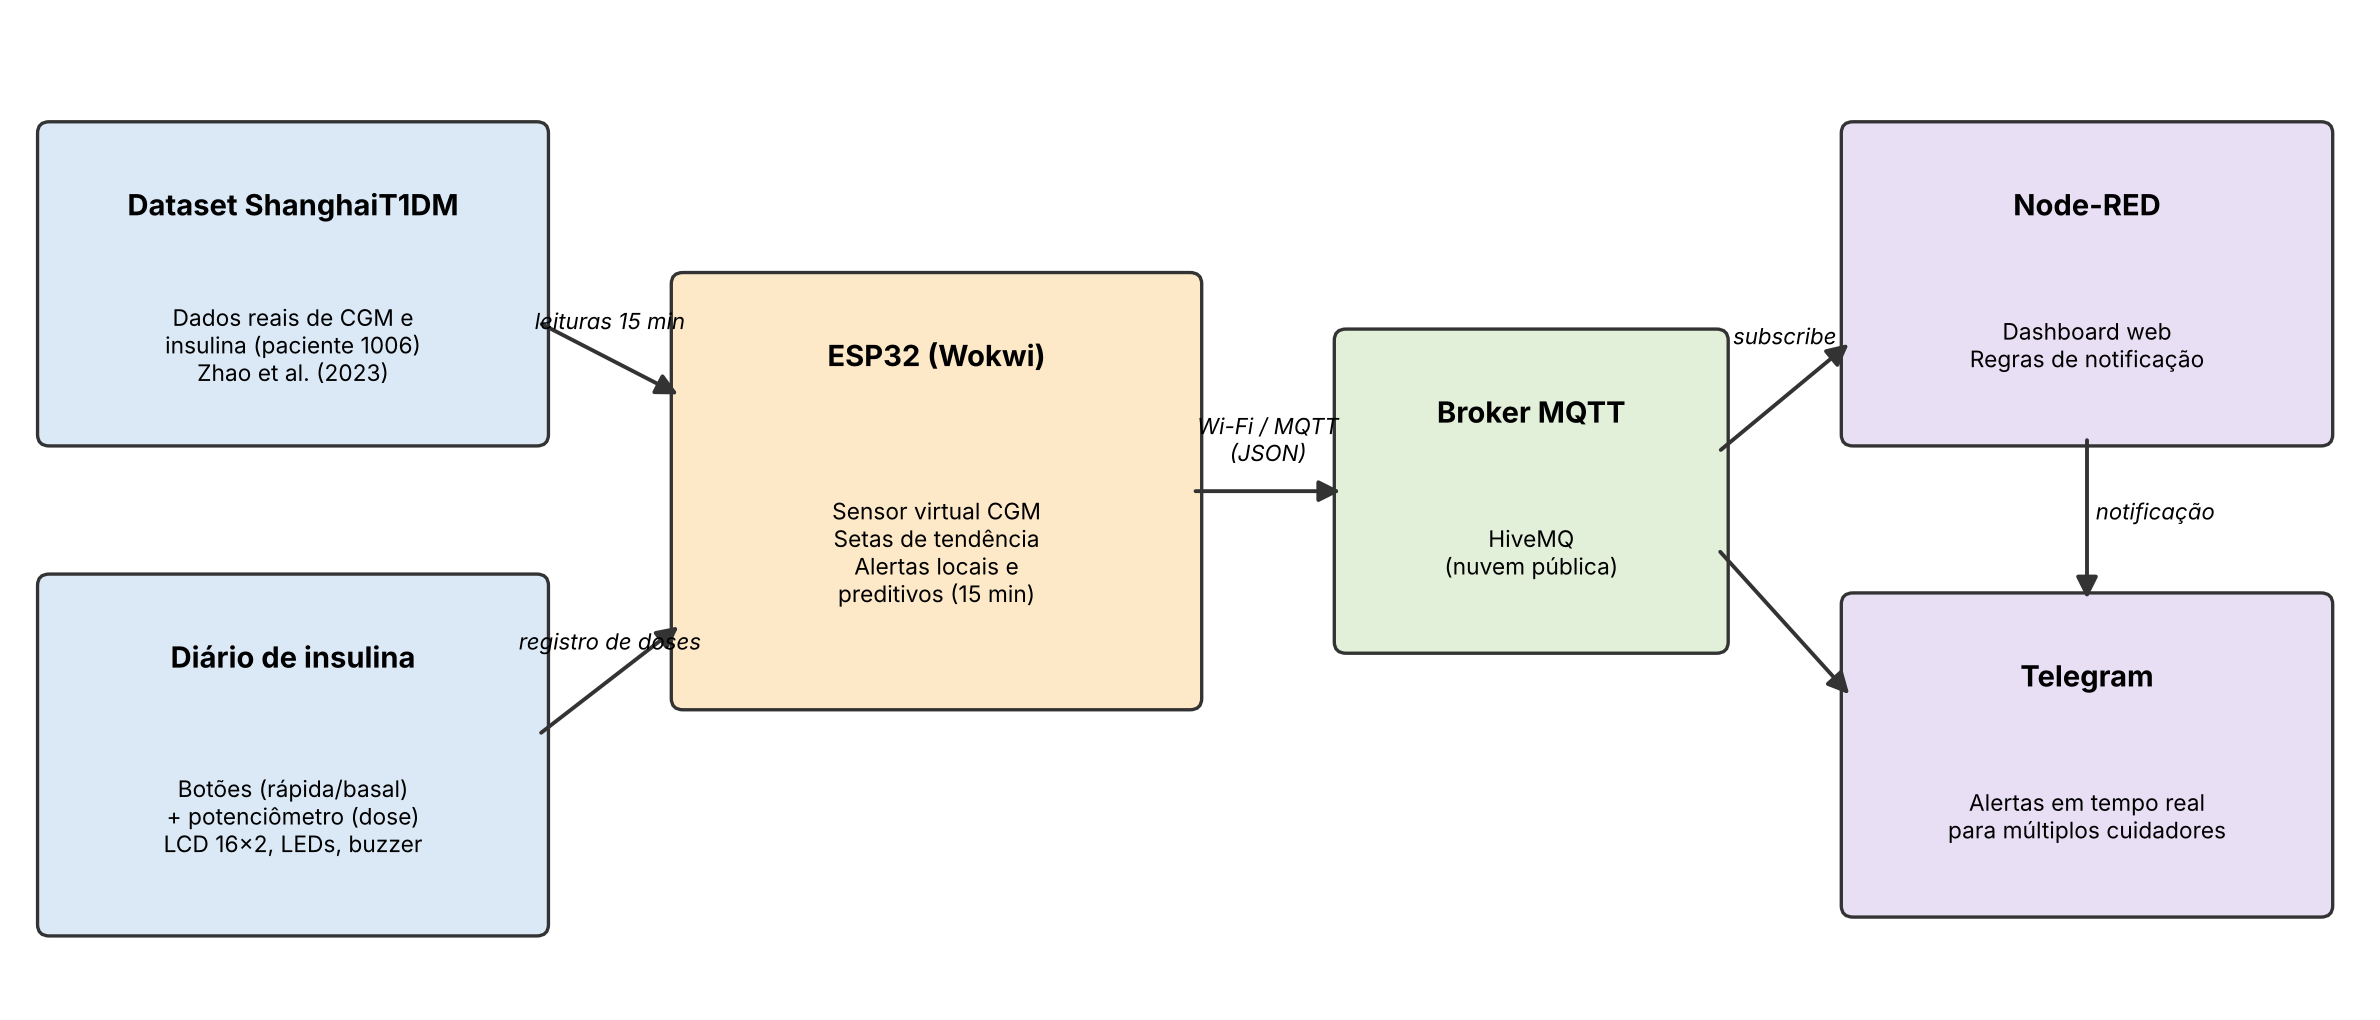 Dataset ShanghaiT1DM
Dados reais de CGM e
insulina (paciente 1006)
Zhao et al. (2023)
leituras 15 min
Diário de insulina
Botões (rápida/basal)
+ potenciômetro (dose)
LCD 16×2, LEDs, buzzer
registro de doses
ESP32 (Wokwi)
Sensor virtual CGM
Setas de tendência
Alertas locais e
preditivos (15 min)
Wi-Fi / MQTT
(JSON)
Broker MQTT
HiveMQ
(nuvem pública)
subscribe
Node-RED
Dashboard web
Regras de notificação
notificação
Telegram
Alertas em tempo real
para múltiplos cuidadores